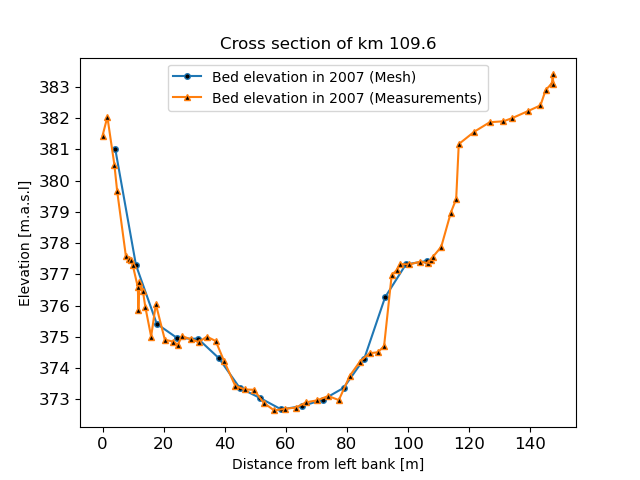 Cross section of km 109.6
Bed elevation in 2007 (Mesh)
Bed elevation in 2007 (Measurements)
Elevation [m.a.s.l]
383
382
381
380
379
378
377
376
375
374
373
0 20 40 60 80 100 120 140
Distance from left bank [m]